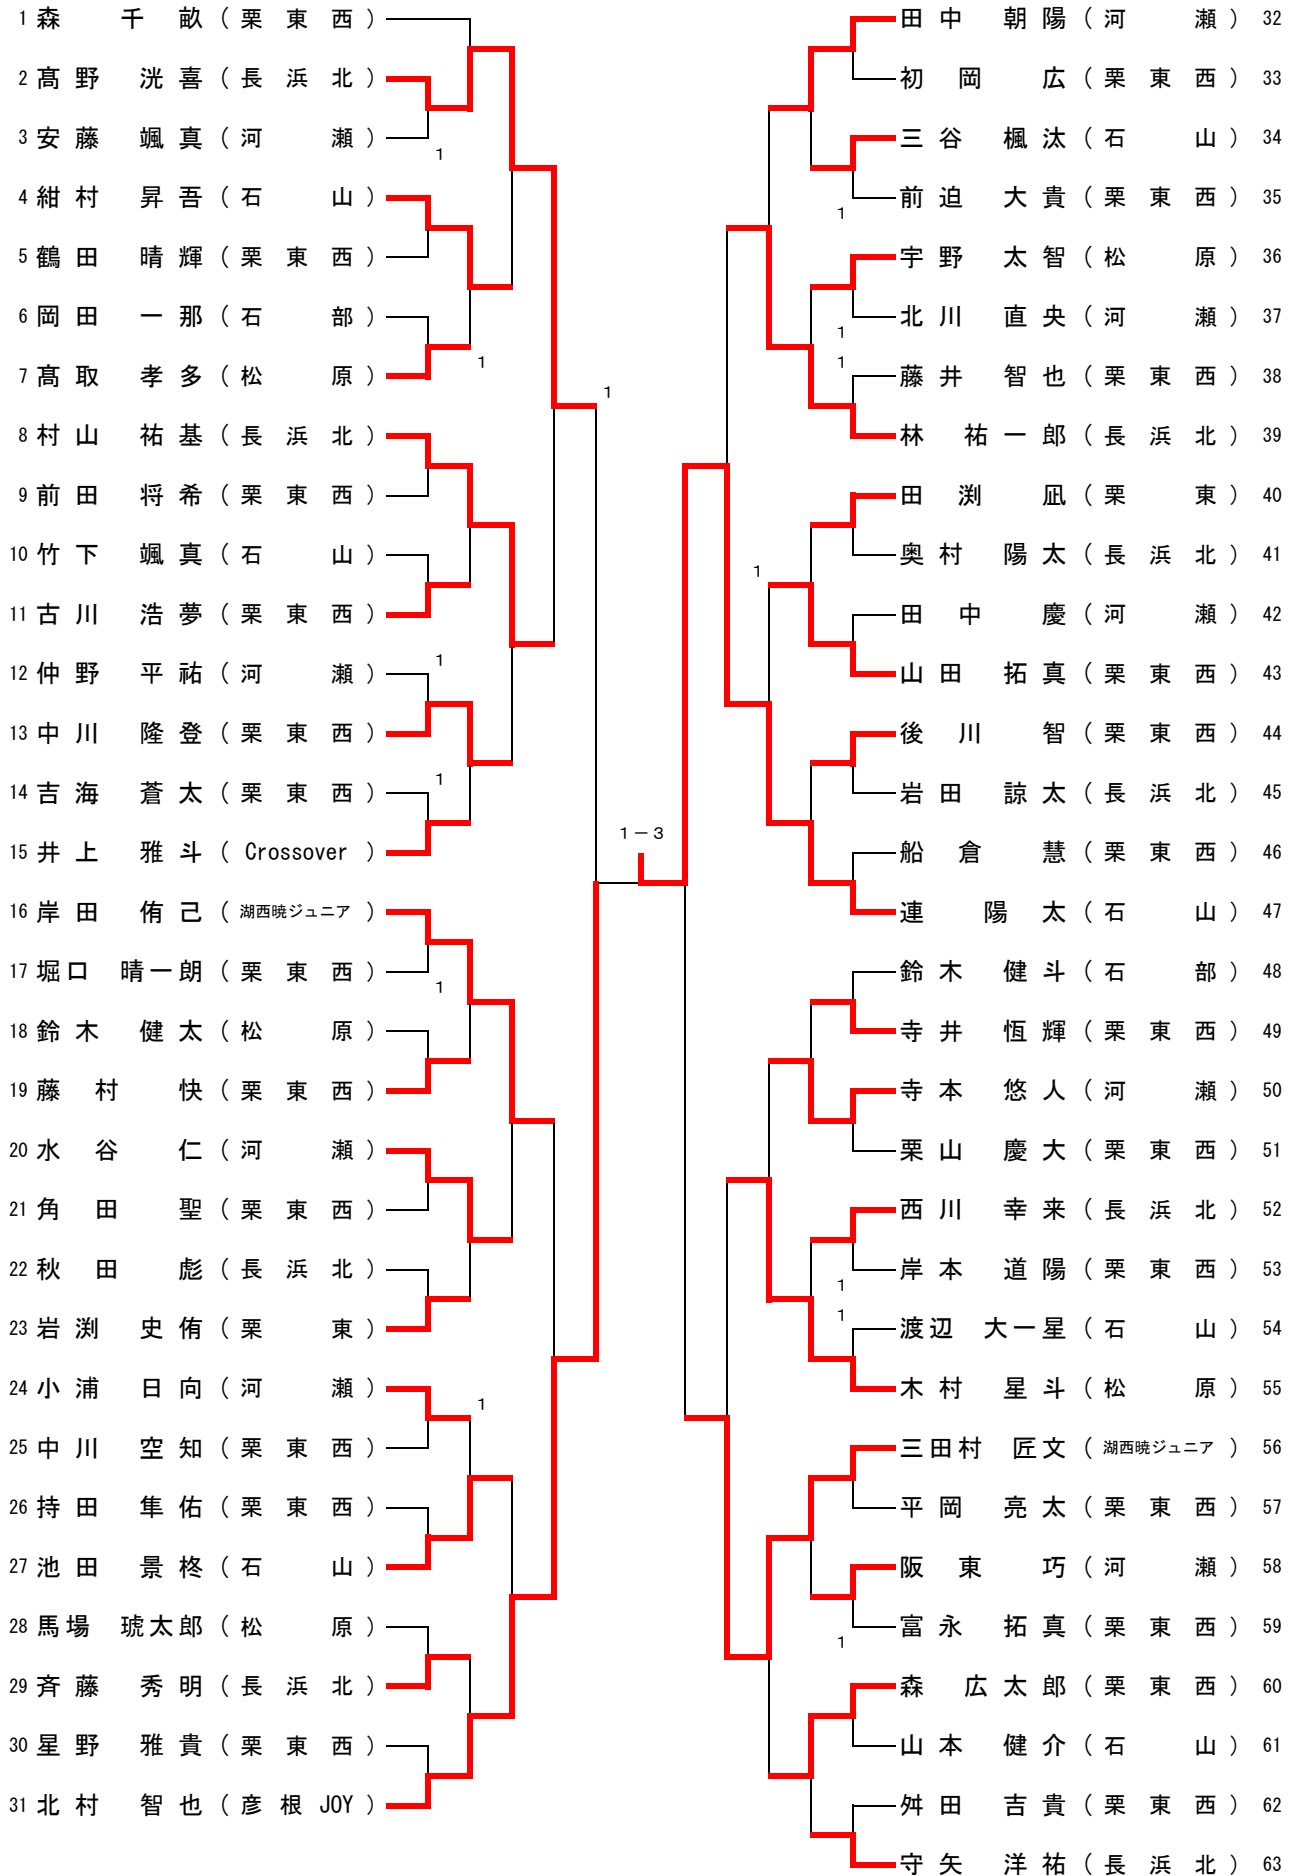 1 森 千畝 (栗東西)
2 髙野 洸喜 (長浜北)
3 安藤 颯真 (河瀬)
1
4 紺村 昇吾 (石山)
5 鶴田 晴輝 (栗東西)
6 岡田 一那 (石部)
1
7 髙取 孝多 (松原)
1
8 村山 祐基 (長浜北)
9 前田 将希 (栗東西)
10 竹下 颯真 (石山)
11 古川 浩夢 (栗東西)
1
12 仲野 平祐 (河瀬)
13 中川 隆登 (栗東西)
1
14 吉海 蒼太 (栗東西)
15 井上 雅斗 (Crossover)
16 岸田 侑己 (湖西暁ジュニア)
17 堀口 晴一朗 (栗東西)
1
18 鈴木 健太 (松原)
19 藤村 快 (栗東西)
20 水谷 仁 (河瀬)
21 角田 聖 (栗東西)
22 秋田 彪 (長浜北)
23 岩渕 史侑 (栗東)
24 小浦 日向 (河瀬)
1
25 中川 空知 (栗東西)
26 持田 隼佑 (栗東西)
27 池田 景柊 (石山)
28 馬場 琥太郎 (松原)
29 斉藤 秀明 (長浜北)
30 星野 雅貴 (栗東西)
31 北村 智也 (彦根JOY)
1－3
田中 朝陽 (河瀬) 32
初岡 広 (栗東西) 33
三谷 楓汰 (石山) 34
前迫 大貴 (栗東西) 35
1
宇野 太智 (松原) 36
北川 直央 (河瀬) 37
1
1
藤井 智也 (栗東西) 38
林 祐一郎 (長浜北) 39
田渕 凪 (栗東) 40
奥村 陽太 (長浜北) 41
1
田中 慶 (河瀬) 42
山田 拓真 (栗東西) 43
後川 智 (栗東西) 44
岩田 諒太 (長浜北) 45
船倉 慧 (栗東西) 46
連 陽太 (石山) 47
鈴木 健斗 (石部) 48
寺井 恆輝 (栗東西) 49
寺本 悠人 (河瀬) 50
栗山 慶大 (栗東西) 51
西川 幸来 (長浜北) 52
岸本 道陽 (栗東西) 53
1
1
渡辺 大一星 (石山) 54
木村 星斗 (松原) 55
三田村 匠文 (湖西暁ジュニア) 56
平岡 亮太 (栗東西) 57
阪東 巧 (河瀬) 58
富永 拓真 (栗東西) 59
1
森 広太郎 (栗東西) 60
山本 健介 (石山) 61
舛田 吉貴 (栗東西) 62
守矢 洋祐 (長浜北) 63